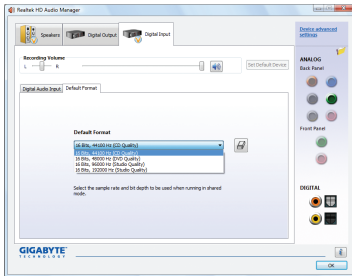 Realtek HD Audio Manager
Speakers
Digital Output
Digital Input
Device advanced settings
Recording Volume
L
R
Set Default Device
ANALOG
Back Panel
Digital Audio Input
Default Format
Default Format
16 Bits, 44100 Hz (CD Quality)
16 Bits, 44100 Hz (CD Quality)
16 Bits, 48000 Hz (DVD Quality)
16 Bits, 96000 Hz (Studio Quality)
16 Bits, 192000 Hz (Studio Quality)
Front Panel
Select the sample rate and bit depth to be used when running in shared
mode.
DIGITAL
GIGABYTE
TECHNOLOGY
OK